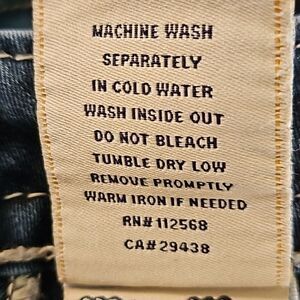 MACHINE WASH
SEPARATELY
IN COLD WATER
WASH INSIDE OUT
DO NOT BLEACH
TUMBLE DRY LOW
REMOVE PROMPTLY
WARM IRON IF NEEDED
RN# 112568
CA# 29438